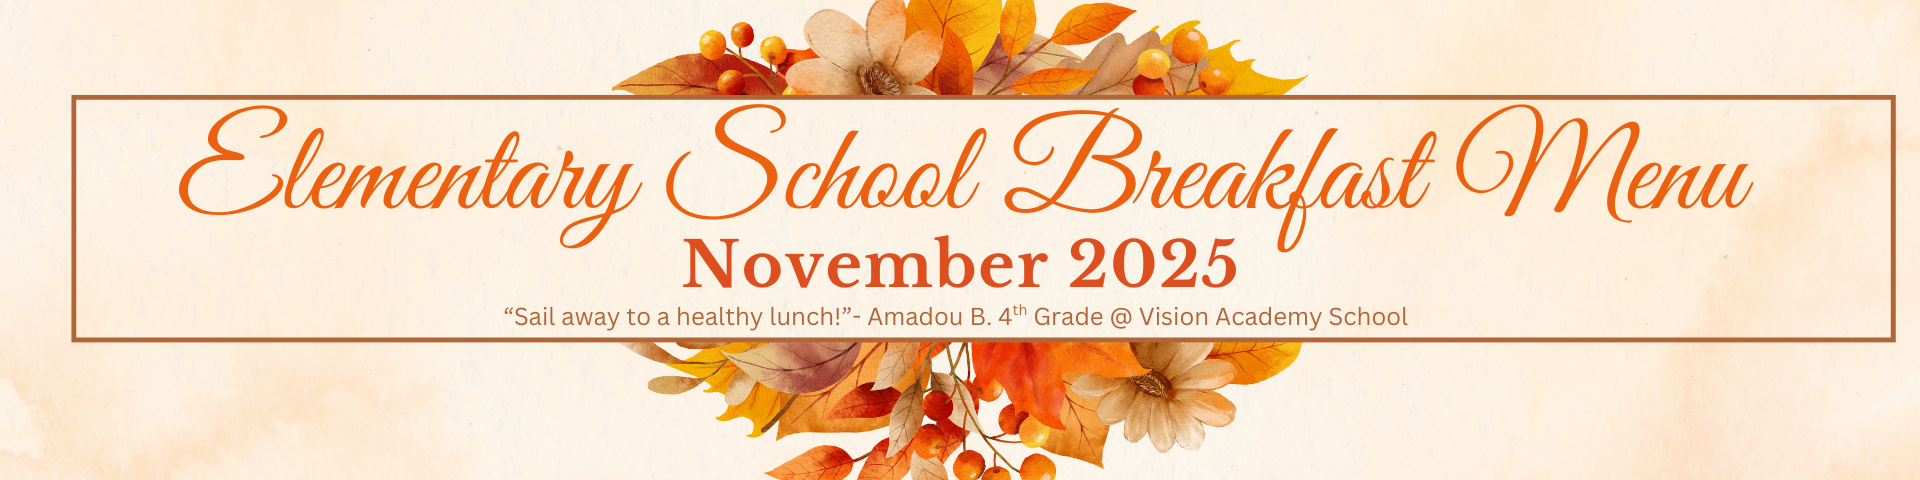 Elementary School Breakfast Menu
November 2025
“Sail away to a healthy lunch!”- Amadou B. 4th Grade @ Vision Academy School